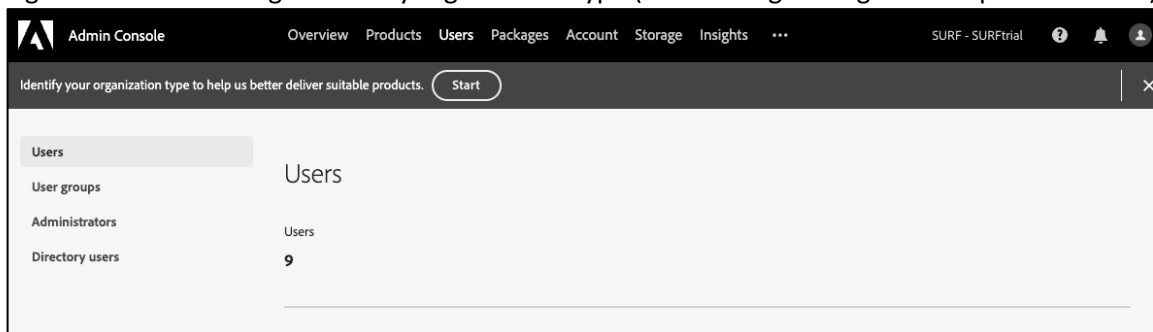 Admin Console Overview Products Users Packages Account Storage Insights ••• SURF - SURFtrial ?
Identify your organization type to help us better deliver suitable products. Start ×
Users
User groups
Administrators
Directory users
Users
Users
9